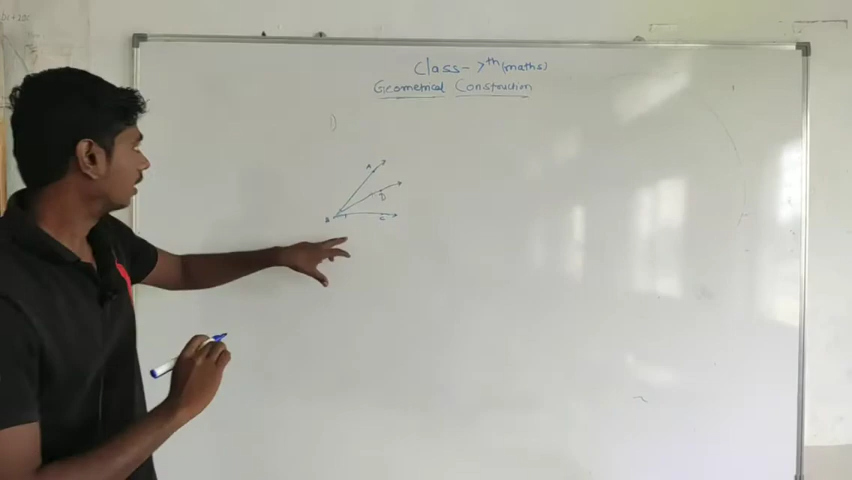 Class- 7th (maths)
Geometrical Construction
)
A
D
B
C